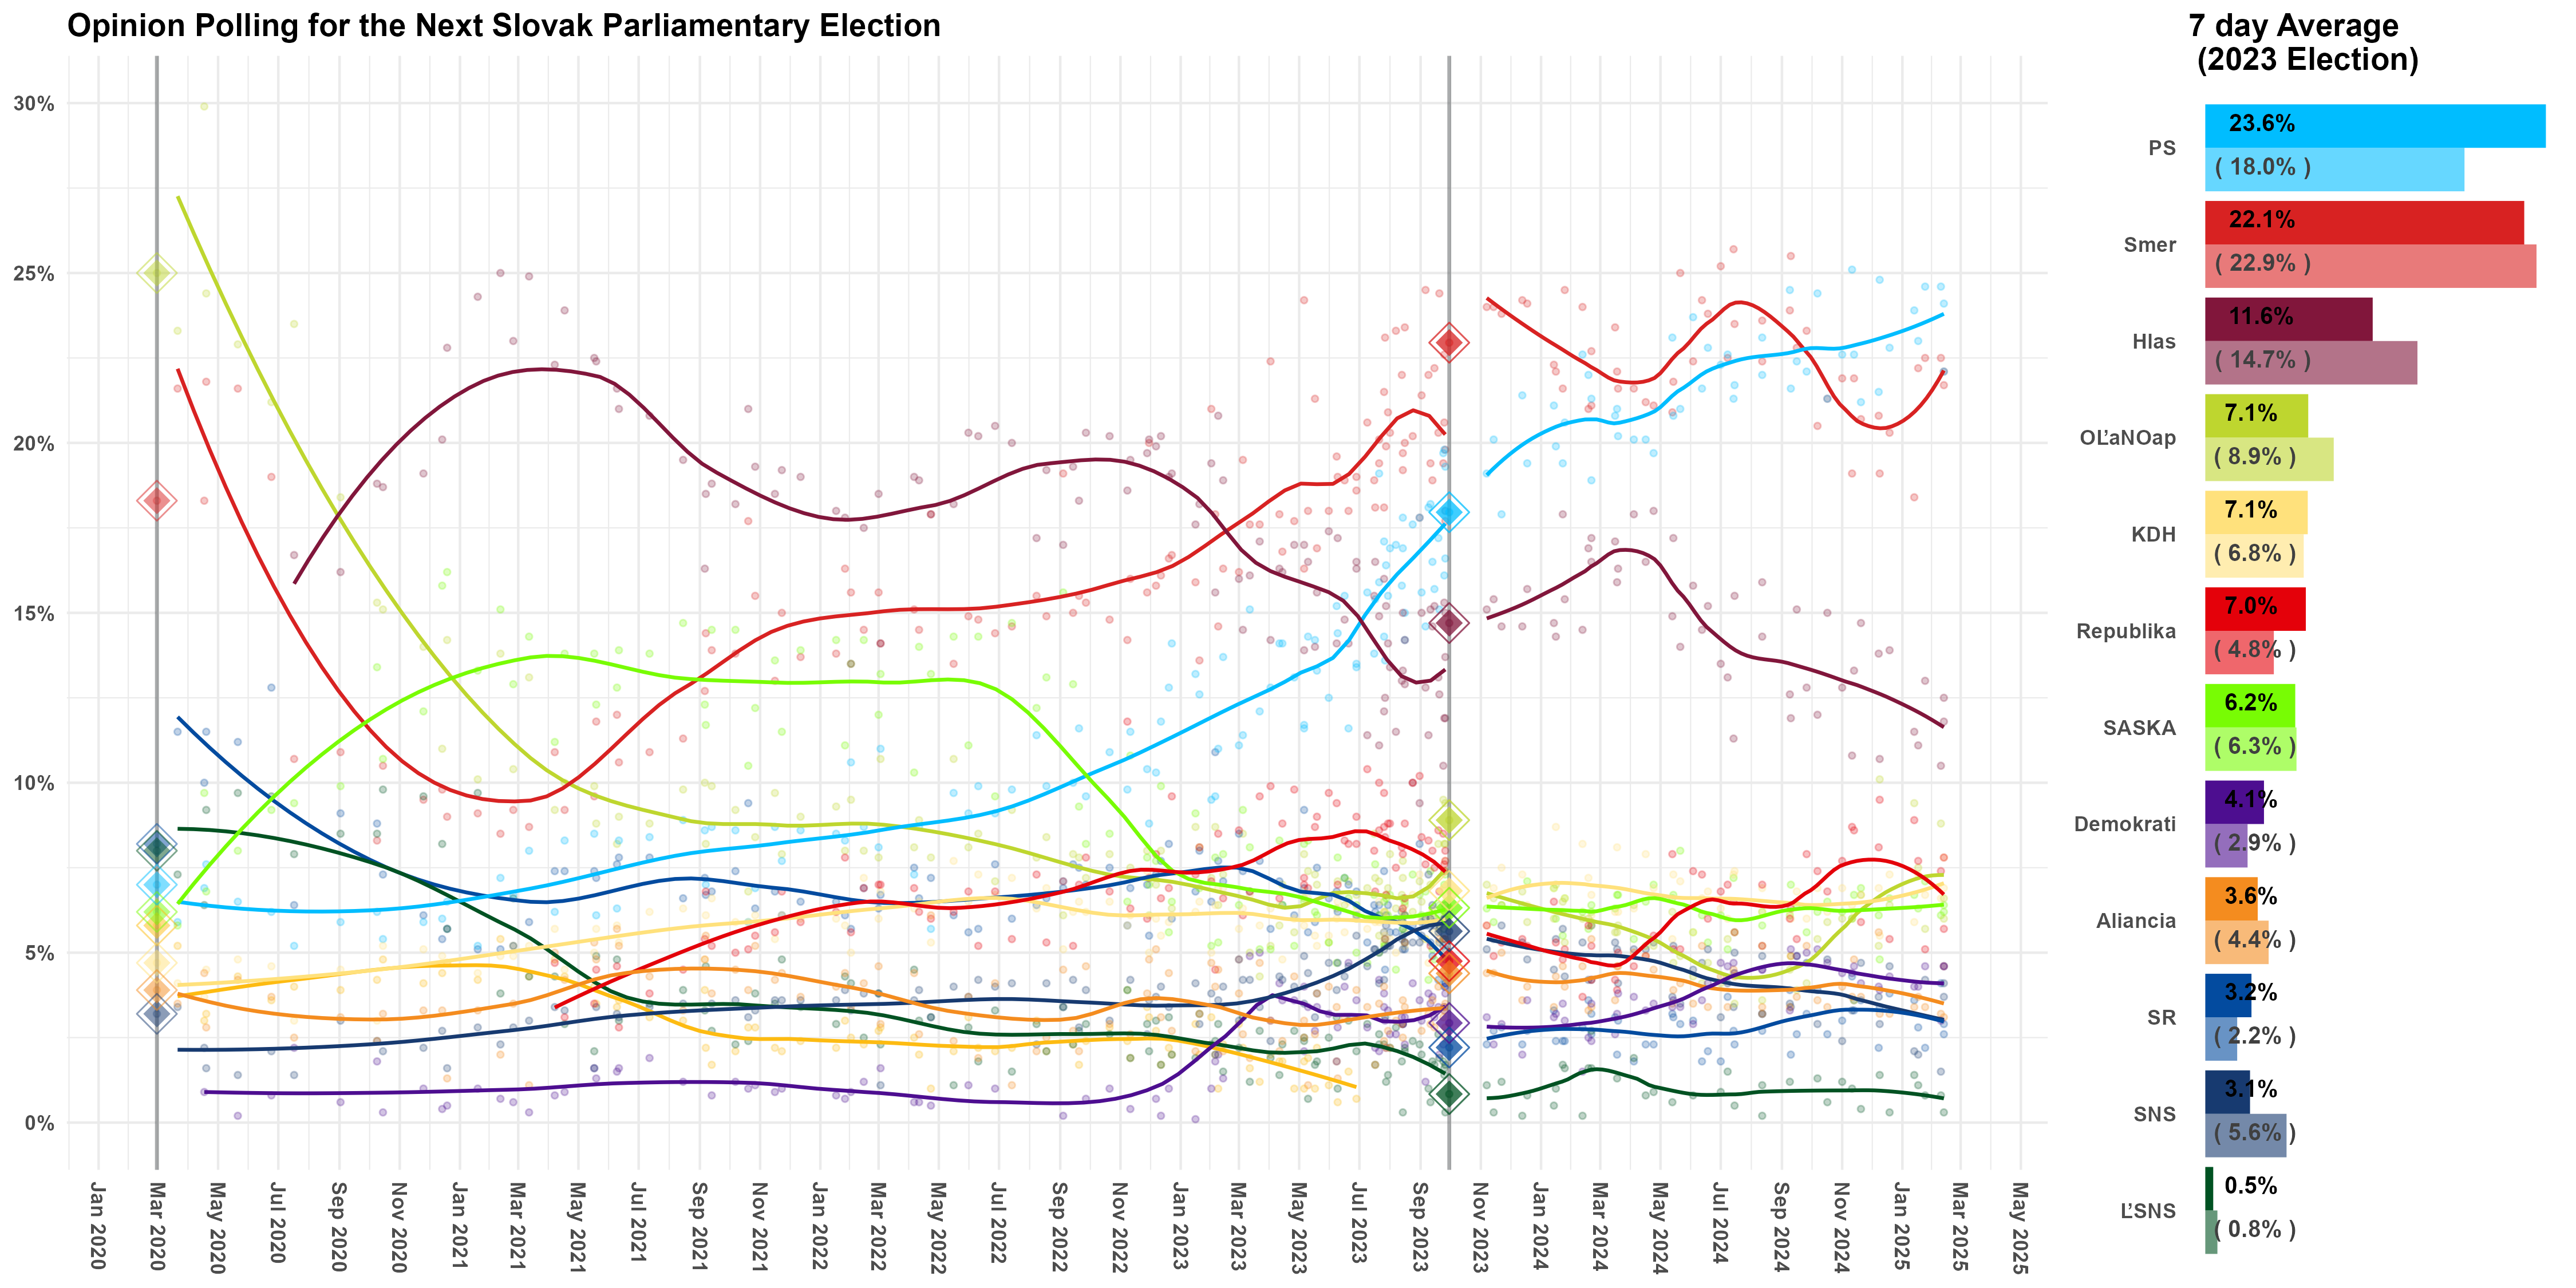 Opinion Polling for the Next Slovak Parliamentary Election
30%
25%
20%
15%
10%
5%
0%
Jan 2020
Mar 2020
May 2020
Jul 2020
Sep 2020
Nov 2020
Jan 2021
Mar 2021
May 2021
Jul 2021
Sep 2021
Nov 2021
Jan 2022
Mar 2022
May 2022
Jul 2022
Sep 2022
Nov 2022
Jan 2023
Mar 2023
May 2023
Jul 2023
Sep 2023
Nov 2023
Jan 2024
Mar 2024
May 2024
Jul 2024
Sep 2024
Nov 2024
Jan 2025
Mar 2025
May 2025
7 day Average
(2023 Election)
PS
23.6%
( 18.0% )
Smer
22.1%
( 22.9% )
Hlas
11.6%
( 14.7% )
OĽaNOap
7.1%
( 8.9% )
KDH
7.1%
( 6.8% )
Republika
7.0%
( 4.8% )
SASKA
6.2%
( 6.3% )
Demokrati
4.1%
( 2.9% )
Aliancia
3.6%
( 4.4% )
SR
3.2%
( 2.2% )
SNS
3.1%
( 5.6% )
ĽSNS
0.5%
( 0.8% )